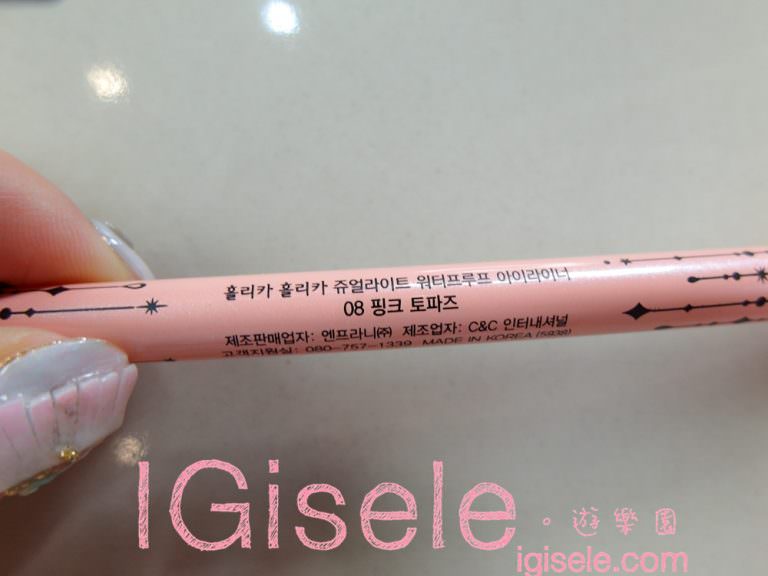 홀리카 홀리카 쥬얼라이트 워터프루프 아이라이너
08 핑크 토파즈
제조판매업자: 엔프라니㈜ 제조업자: C&C 인터내셔널
고객지원실: 080-757-1339 MADE IN KOREA (5938)
IGisele。遊樂園
igisele.com